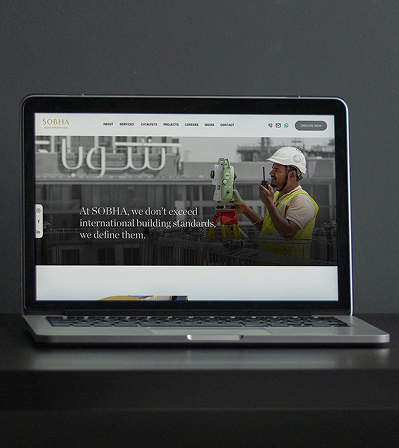 SOBHA
ABOUT SERVICES CATALYSTS PROJECTS CAREERS MEDIA CONTACT ENQUIRE NOW
At SOBHA, we don't exceed
international building standards,
we define them.